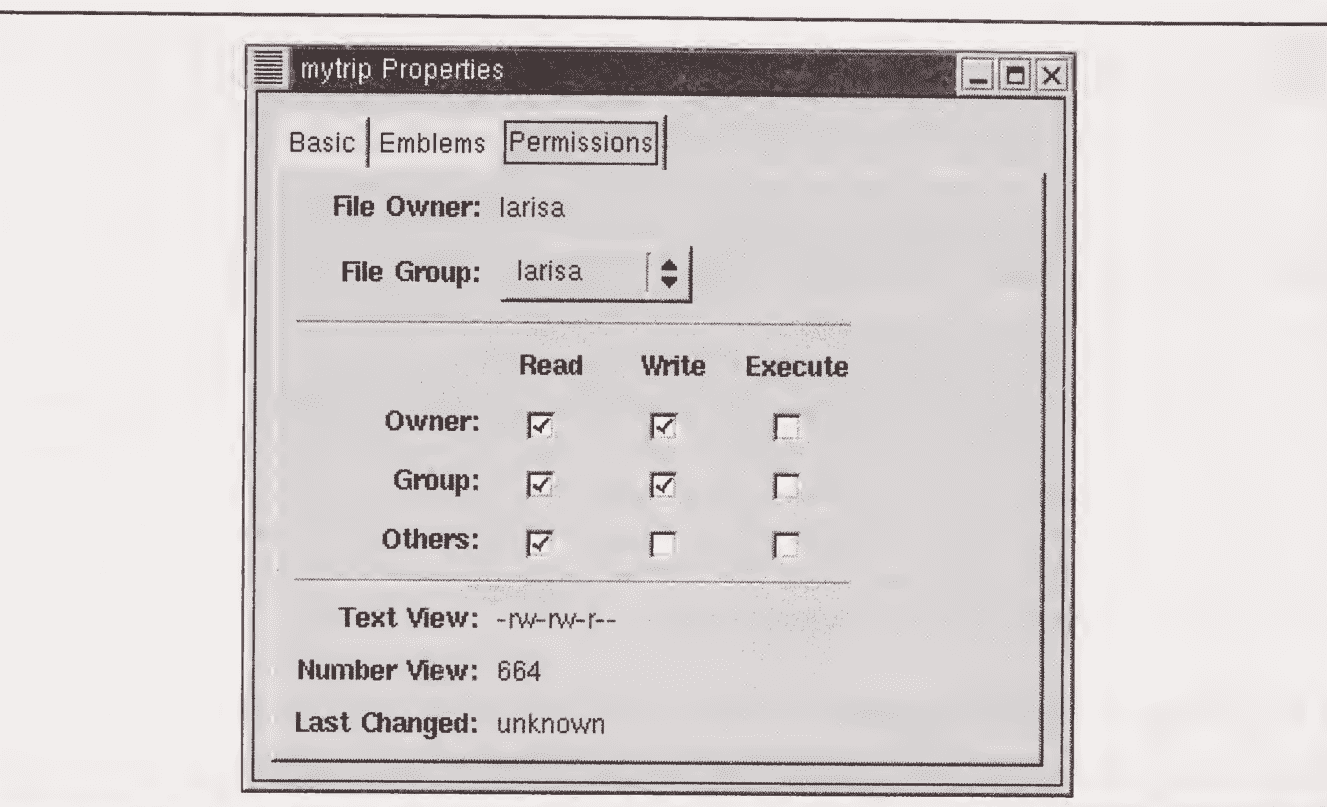 mytrip Properties
Basic Emblems Permissions
File Owner: larisa
File Group: larisa
Read Write Execute
Owner:
Group:
Others:
Text View: -rw-rw-r--
Number View: 664
Last Changed: unknown